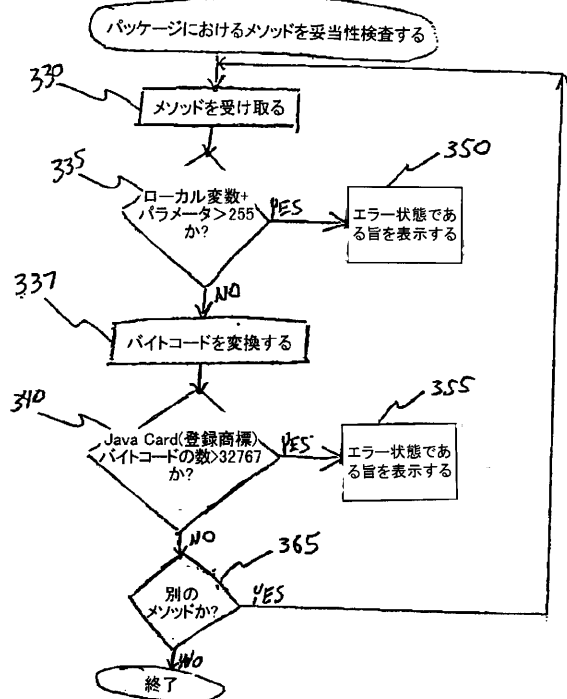 パッケージにおけるメソッドを妥当性検査する
330
メソッドを受け取る
335
ローカル変数+
パラメータ>255
か?
YES
350
エラー状態であ
る旨を表示する
NO
337
バイトコードを変換する
340
Java Card(登録商標)
バイトコードの数>32767
か?
YES
355
エラー状態であ
る旨を表示する
NO
365
別の
メソッドか?
YES
NO
終了